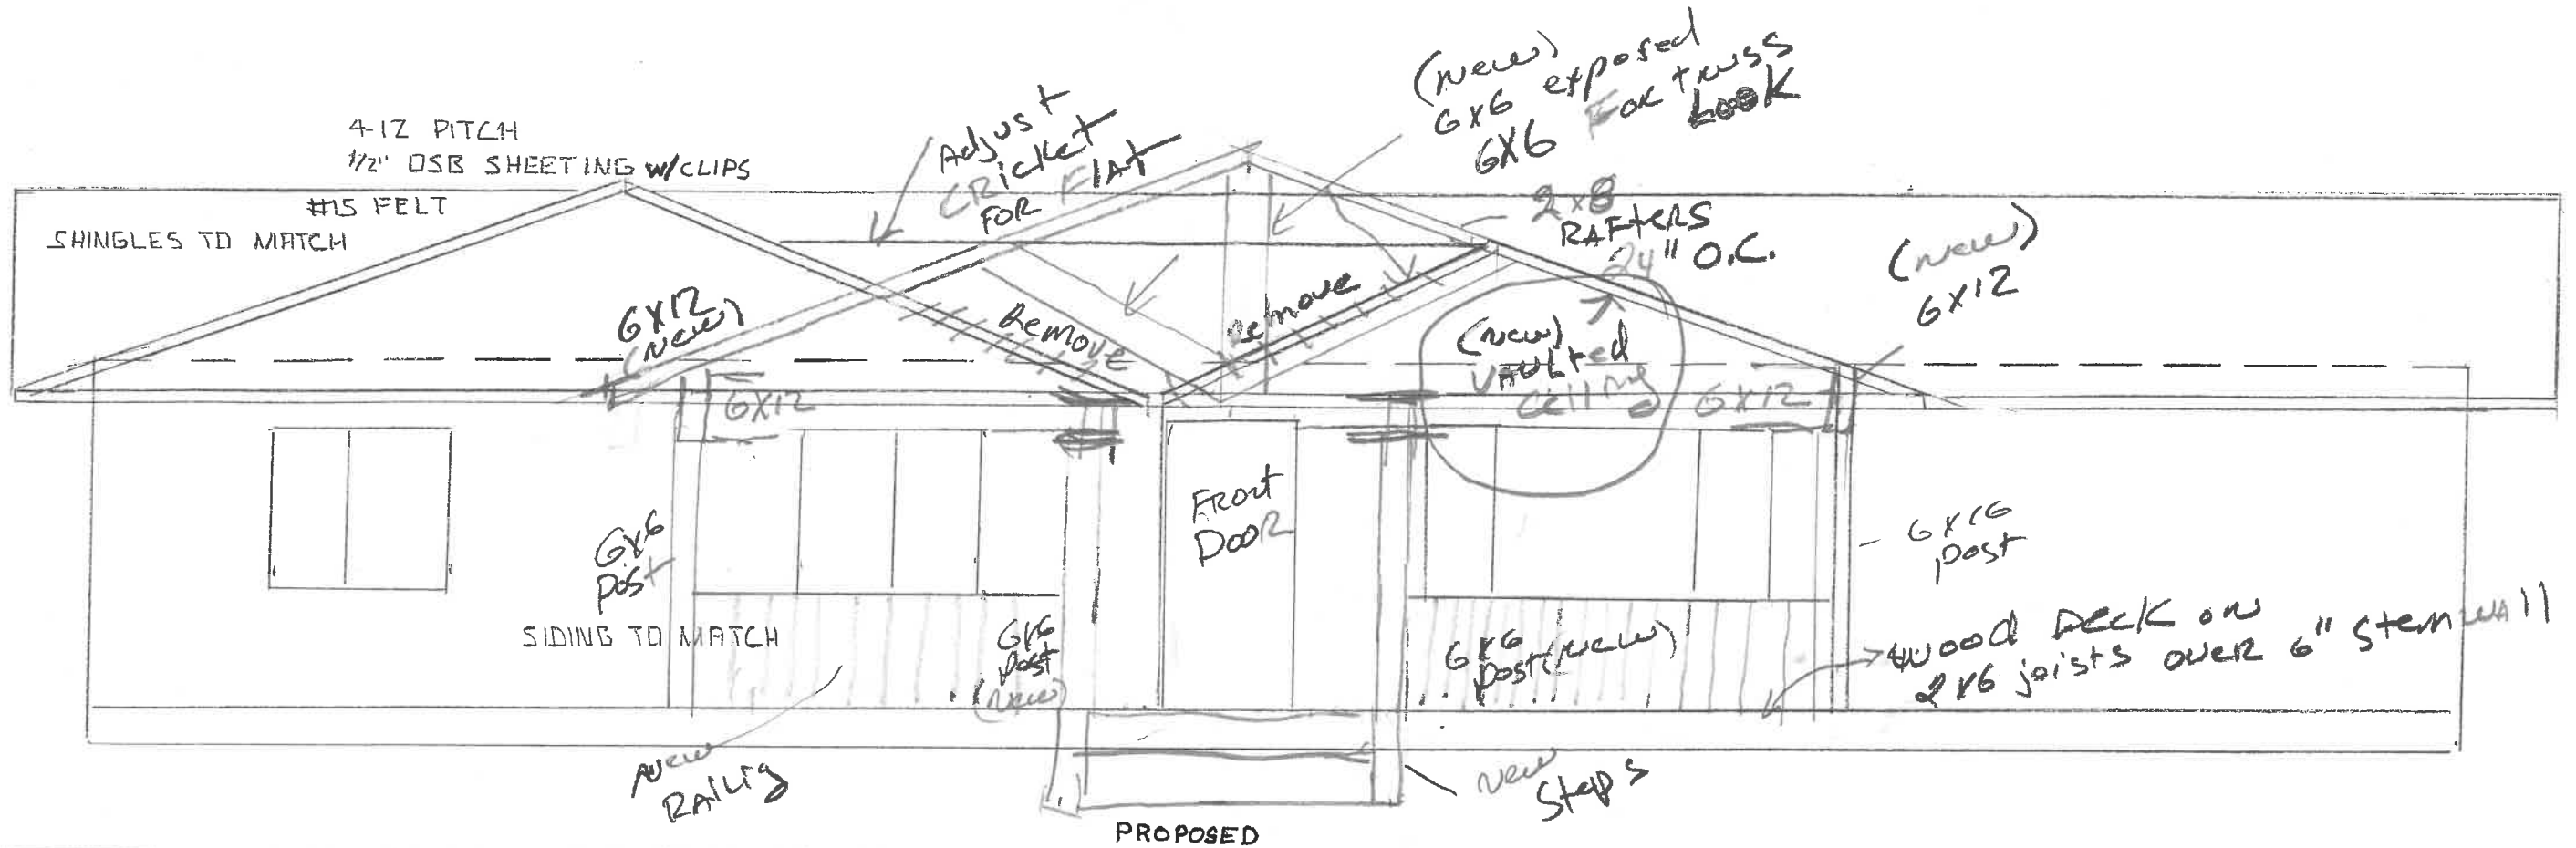 4-12 PITCH
1/2" OSB SHEETING W/CLIPS
#15 FELT
SHINGLES TO MATCH
Adjust
CRicket
FOR FlAt
(New)
6x6 exposed
6x6 For truss
Look
2x8
RAFteRS
24" O.C.
(new)
6x12
6x12
(new)
Remove
Remove
(new)
VAULted
Ceiling
6x12
6x12
FRont
DooR
6x6
post
6x16
post
SIDING TO MATCH
6x6
post
(new)
6x6
post (new)
wood Deck on
2x6 joists over 6" Stem wall
New
RAilig
new
Steps
PROPOSED